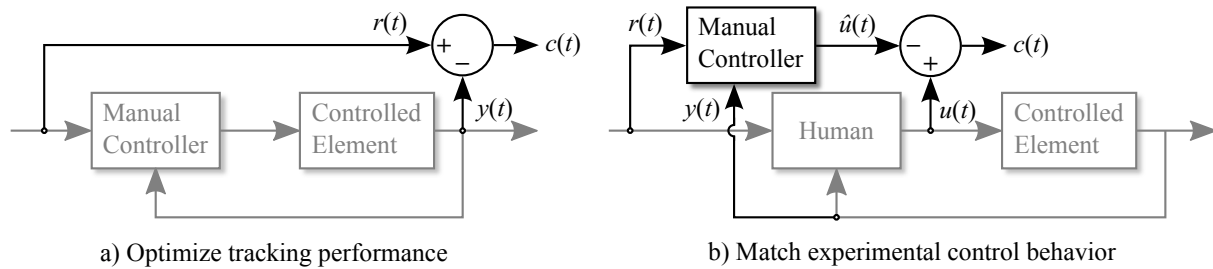 r(t)
+
−
c(t)
Manual
Controller
Controlled
Element
y(t)
a) Optimize tracking performance
r(t)
Manual
Controller
û(t)
−
+
c(t)
y(t)
Human
u(t)
Controlled
Element
b) Match experimental control behavior